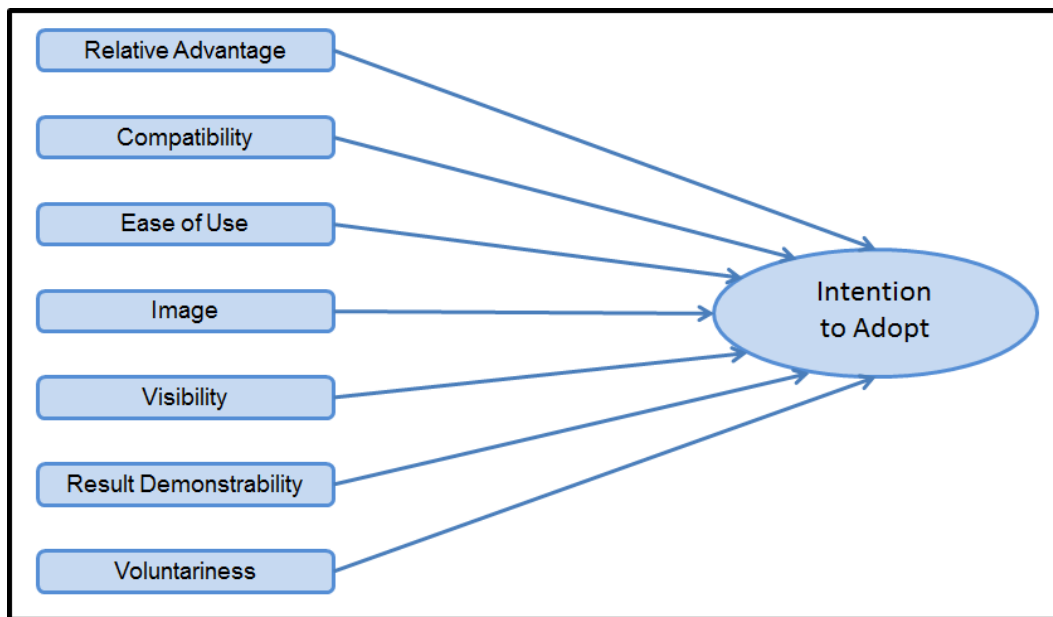 Relative Advantage
Compatibility
Ease of Use
Image
Visibility
Result Demonstrability
Voluntariness
Intention
to Adopt